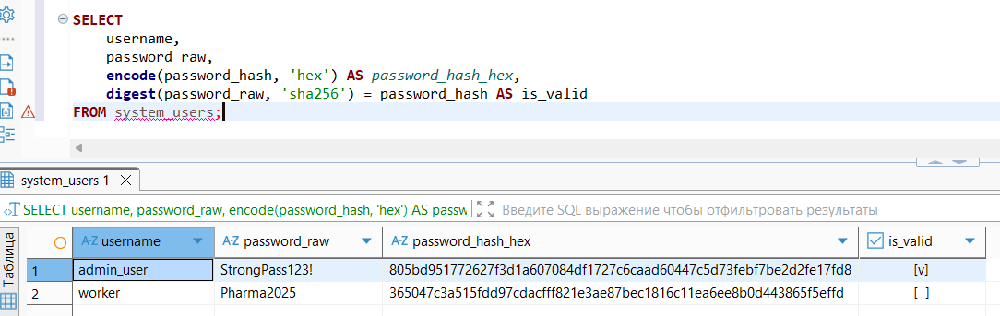 SELECT
username,
password_raw,
encode(password_hash, 'hex') AS password_hash_hex,
digest(password_raw, 'sha256') = password_hash AS is_valid
FROM system_users;
system_users 1
SELECT username, password_raw, encode(password_hash, 'hex') AS passw
Введите SQL выражение чтобы отфильтровать результаты
Таблица
A-Z username
A-Z password_raw
A-Z password_hash_hex
is_valid
1 admin_user StrongPass123! 805bd951772627f3d1a607084df1727c6caad60447c5d73febf7be2d2fe17fd8 [v]
2 worker Pharma2025 365047c3a515fdd97cdacfff821e3ae87bec1816c11ea6ee8b0d443865f5effd [ ]